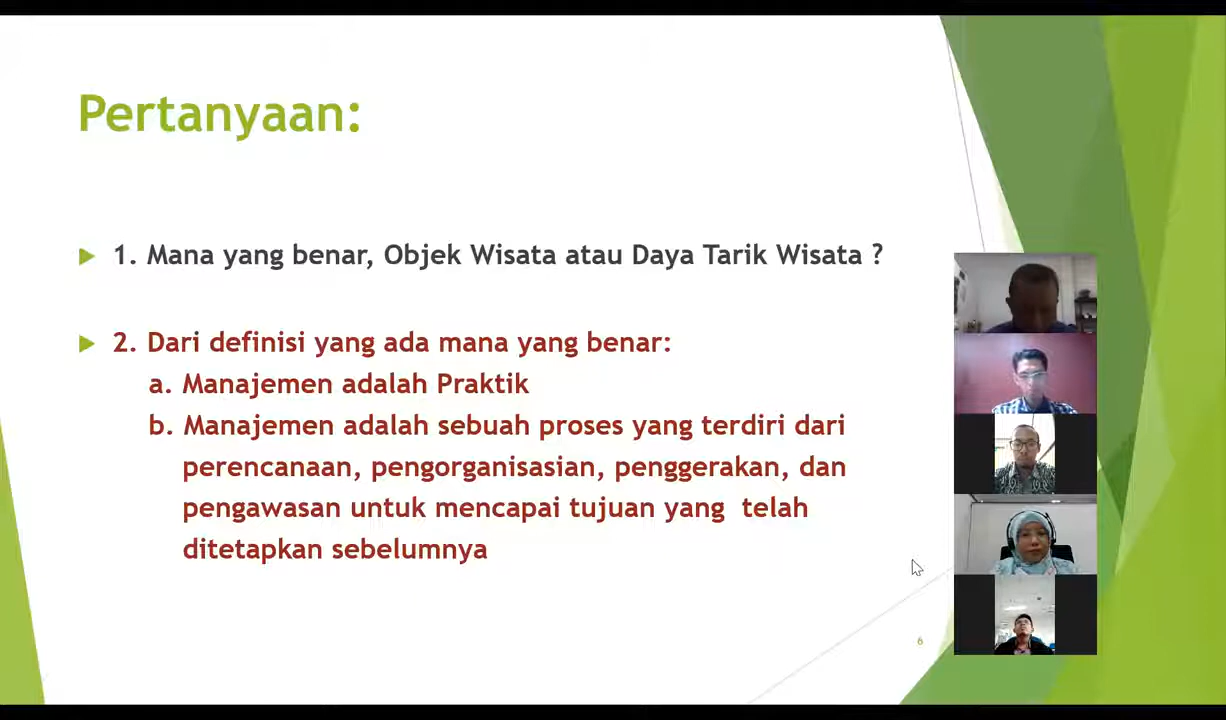 Pertanyaan:
1. Mana yang benar, Objek Wisata atau Daya Tarik Wisata ?
2. Dari definisi yang ada mana yang benar:
a. Manajemen adalah Praktik
b. Manajemen adalah sebuah proses yang terdiri dari
perencanaan, pengorganisasian, penggerakan, dan
pengawasan untuk mencapai tujuan yang  telah
ditetapkan sebelumnya
6